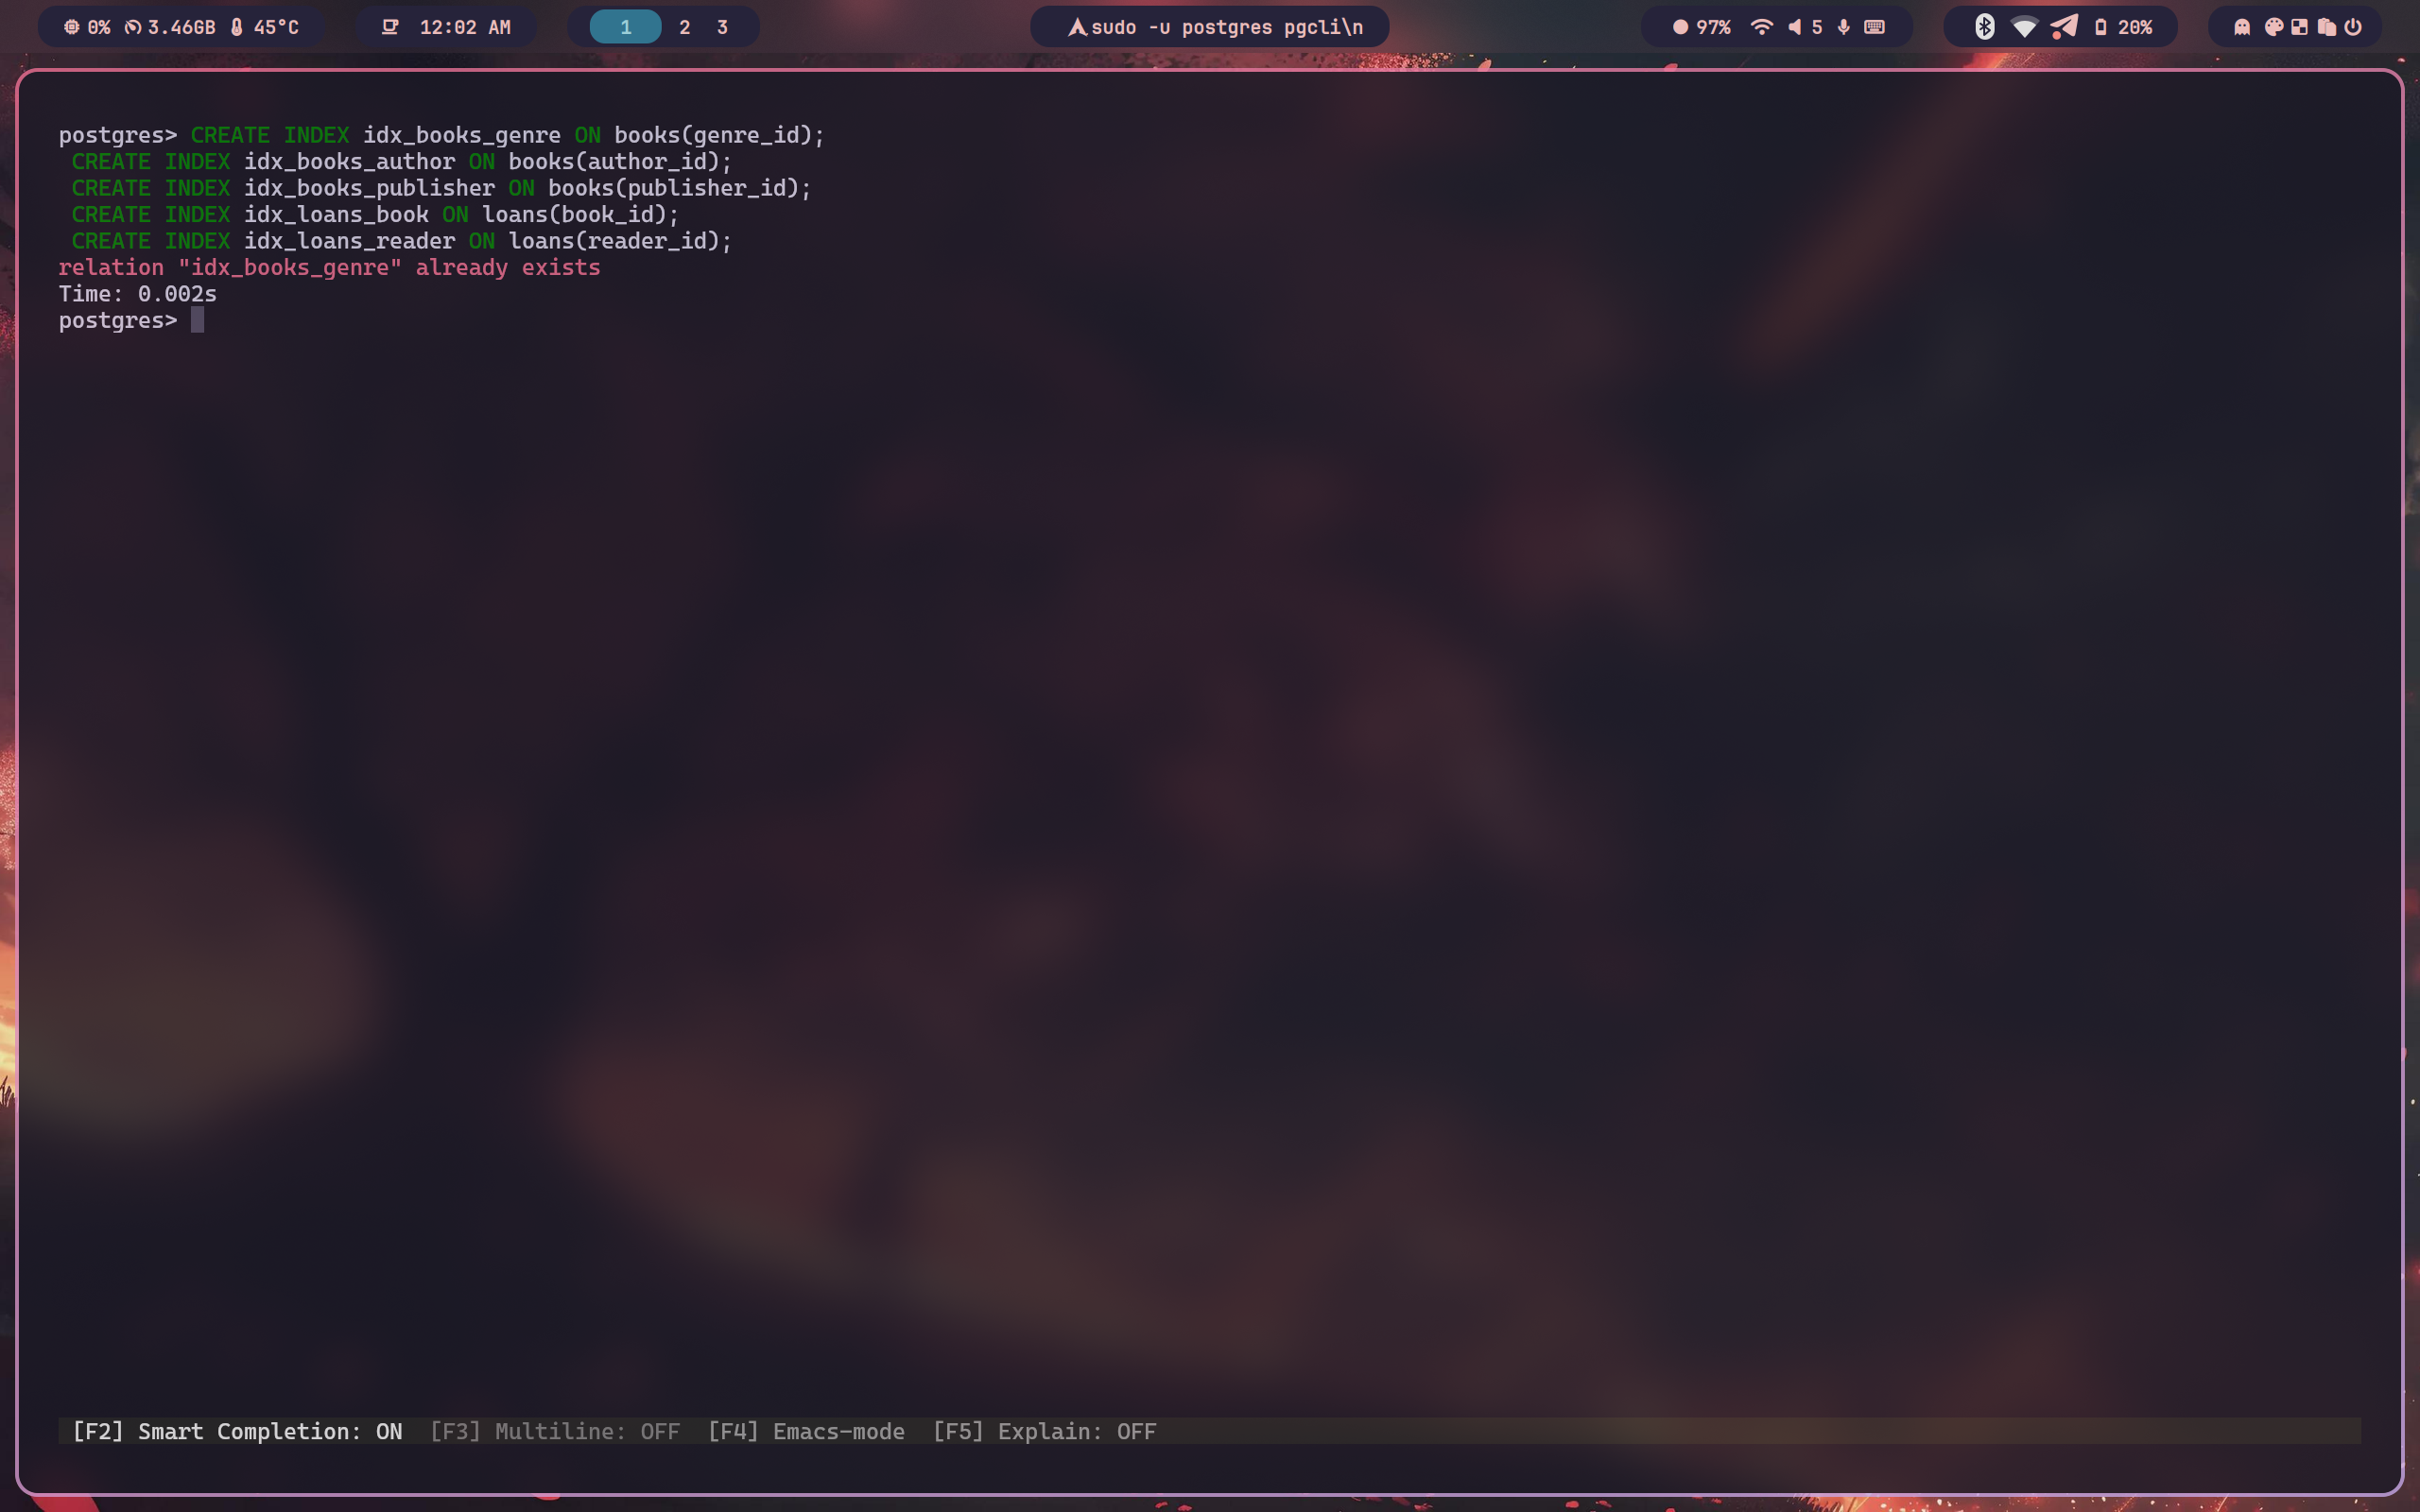 0% 3.46GB 45°C 12:02 AM 1 2 3 sudo -u postgres pgcli\n 97% 5 20%
postgres> CREATE INDEX idx_books_genre ON books(genre_id);
CREATE INDEX idx_books_author ON books(author_id);
CREATE INDEX idx_books_publisher ON books(publisher_id);
CREATE INDEX idx_loans_book ON loans(book_id);
CREATE INDEX idx_loans_reader ON loans(reader_id);
relation "idx_books_genre" already exists
Time: 0.002s
postgres>
[F2] Smart Completion: ON [F3] Multiline: OFF [F4] Emacs-mode [F5] Explain: OFF